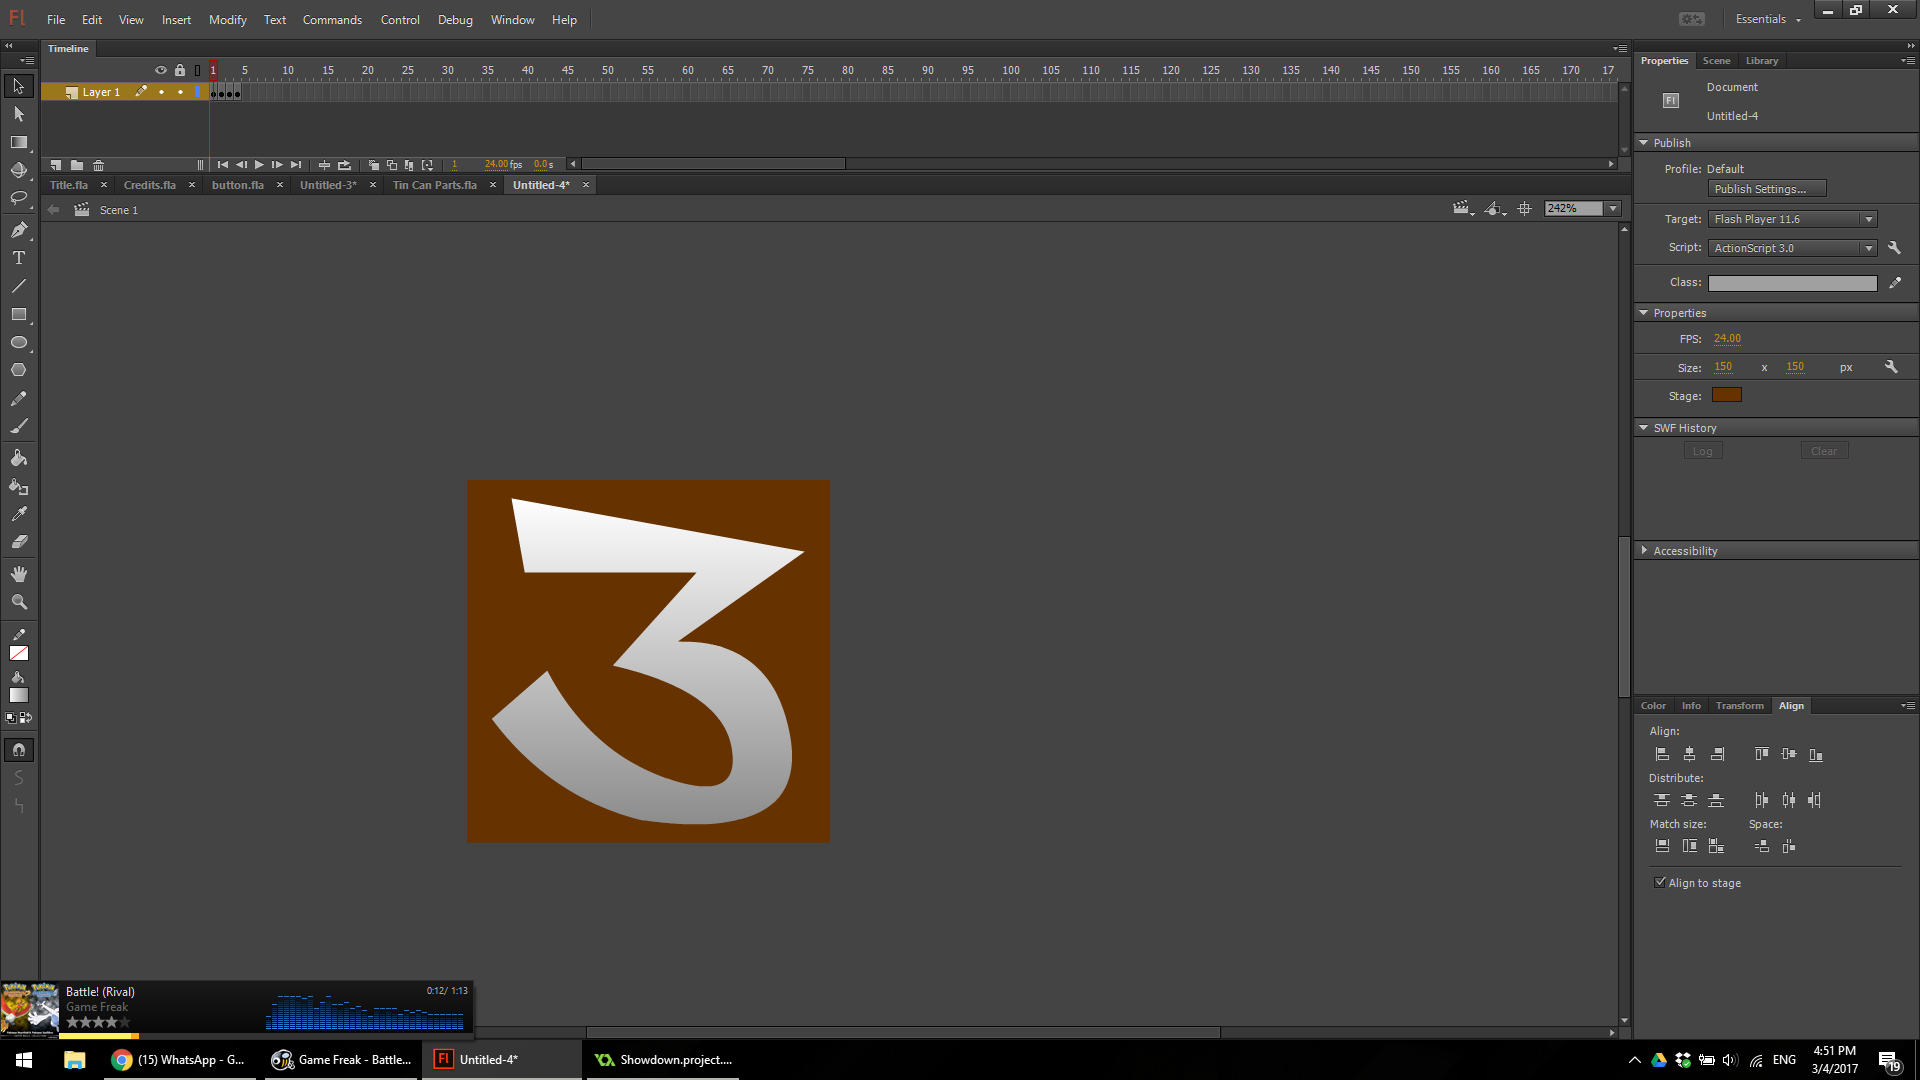 Fl File Edit View Insert Modify Text Commands Control Debug Window Help Essentials
Timeline
1 5 10 15 20 25 30 35 40 45 50 55 60 65 70 75 80 85 90 95 100 105 110 115 120 125 130 135 140 145 150 155 160 165 170 17
Layer 1
1 24.00 fps 0.0 s
Title.fla Credits.fla button.fla Untitled-3* Tin Can Parts.fla Untitled-4*
Scene 1
242%
3
Properties Scene Library
Document
Fl
Untitled-4
Publish
Profile: Default
Publish Settings...
Target: Flash Player 11.6
Script: ActionScript 3.0
Class:
Properties
FPS: 24.00
Size: 150 x 150 px
Stage:
SWF History
Log Clear
Accessibility
Color Info Transform Align
Align:
Distribute:
Match size: Space:
Align to stage
Battle! (Rival) 0:12/ 1:13
Game Freak
(15) WhatsApp - G...
Game Freak - Battle...
Fl Untitled-4*
Showdown.project....
ENG
4:51 PM
3/4/2017
19